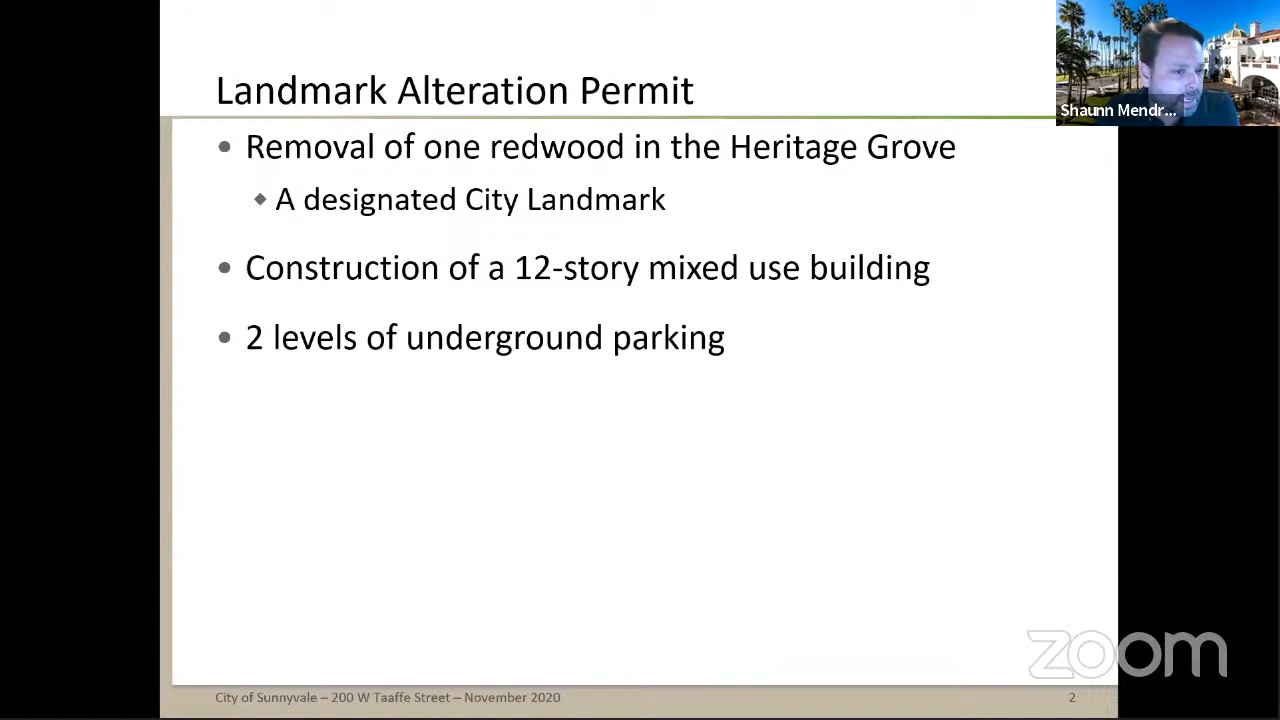 Landmark Alteration Permit
Shaunn Mendr...
• Removal of one redwood in the Heritage Grove
◆ A designated City Landmark
• Construction of a 12-story mixed use building
• 2 levels of underground parking
zoom
City of Sunnyvale – 200 W Taaffe Street – November 2020
2